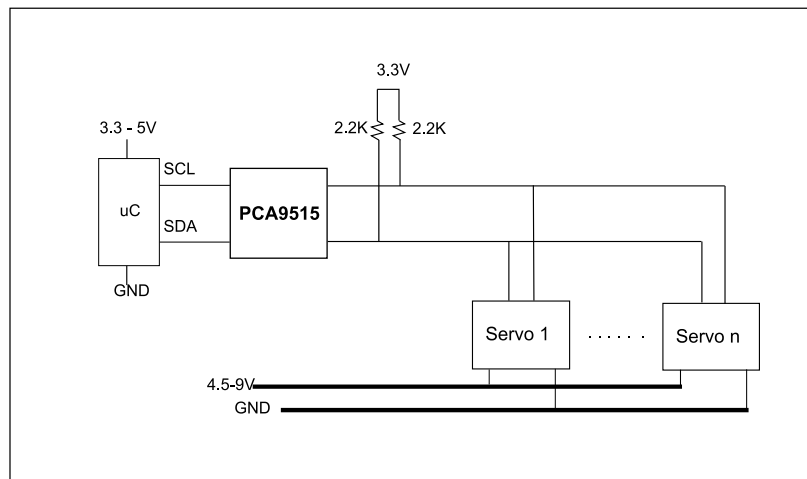 3.3V
2.2K 2.2K
3.3 - 5V
SCL
uC
PCA9515
SDA
GND
Servo 1 ...... Servo n
4.5-9V
GND